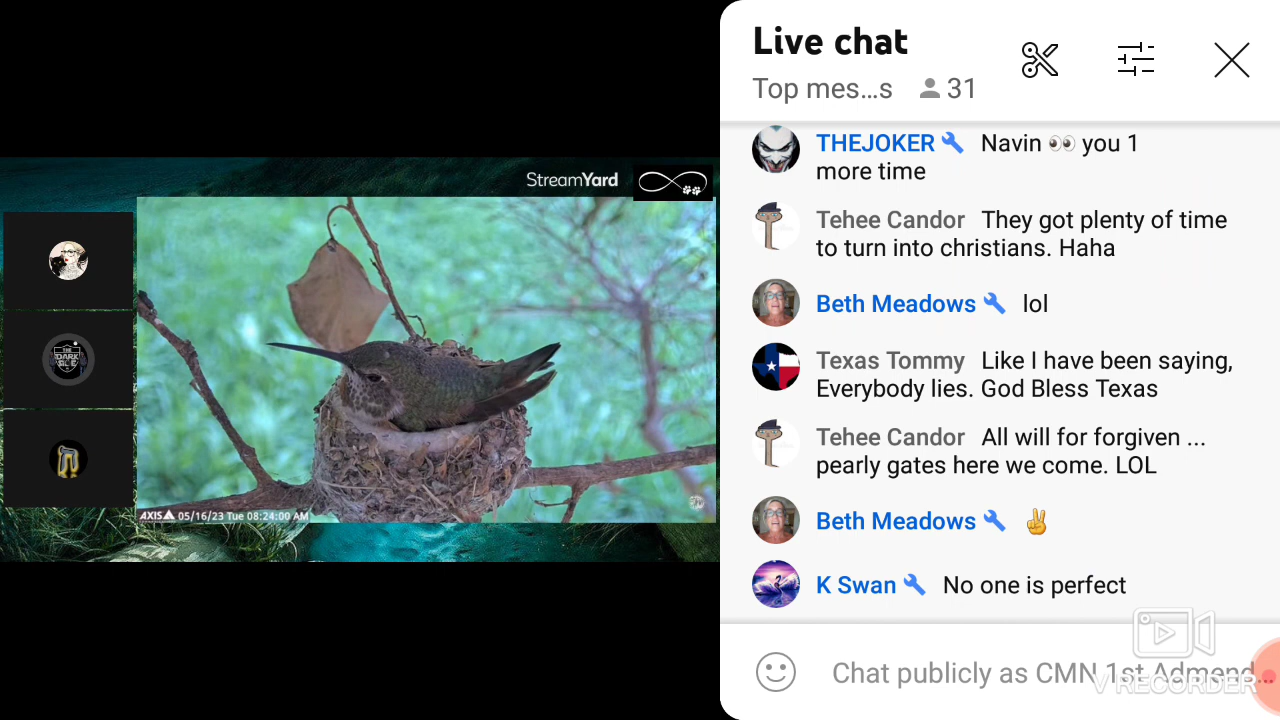 StreamYard
AXIS 05/16/23 Tue 08:24:00 AM
THE
DARK
Live chat
Top mes...s 31
THEJOKER Navin 👀 you 1
more time
Tehee Candor They got plenty of time
to turn into christians. Haha
Beth Meadows lol
Texas Tommy Like I have been saying,
Everybody lies. God Bless Texas
Tehee Candor All will for forgiven ...
pearly gates here we come. LOL
Beth Meadows ✌
K Swan No one is perfect
Chat publicly as CMN 1st Admend...
V RECORDER